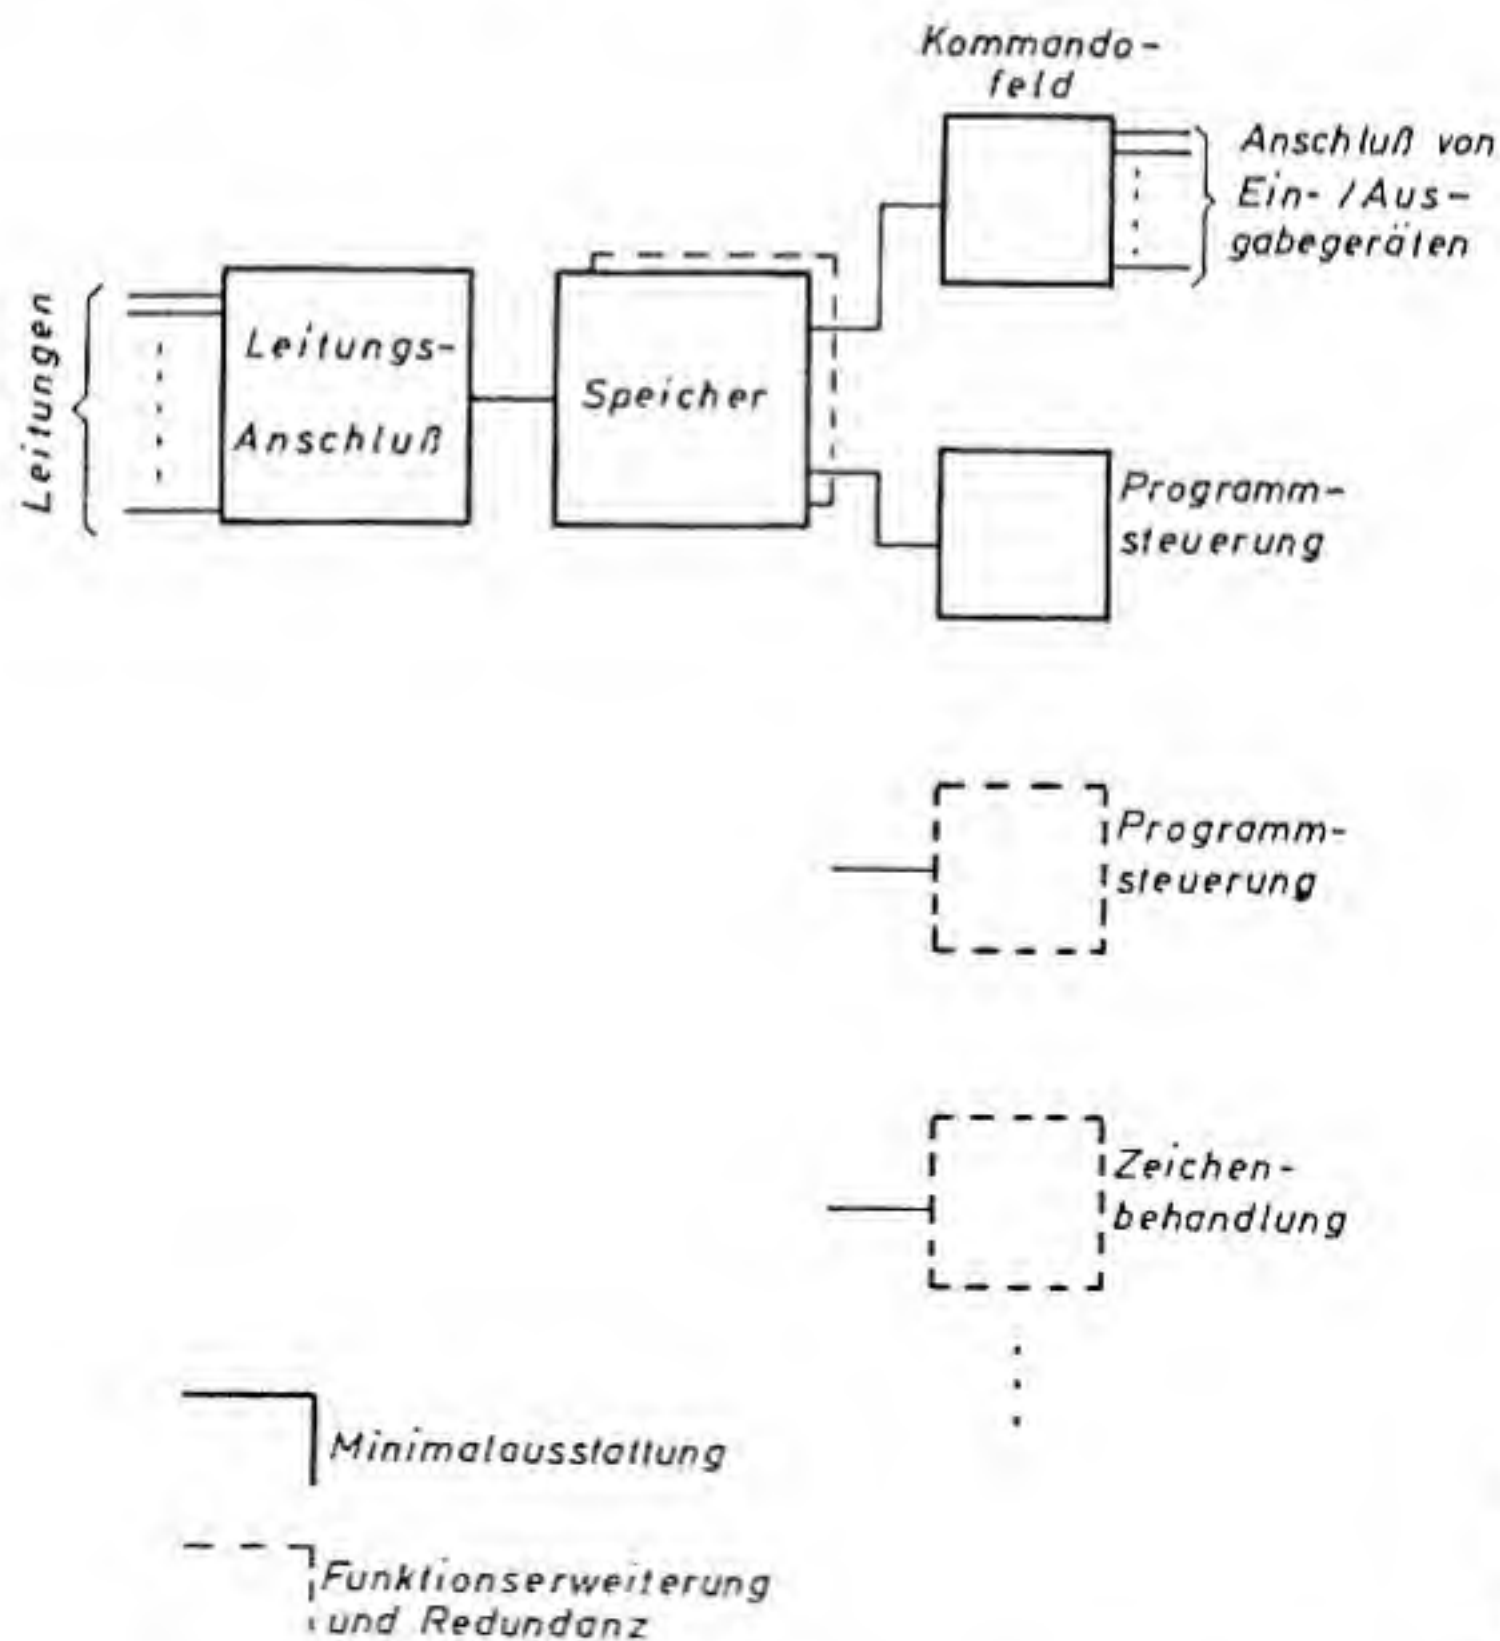 Kommando-
feld
Anschluß von
Ein- / Aus-
gabegeräten
Leitungen
Leitungs-
Anschluß
Speicher
Programm-
steuerung
Programm-
steuerung
Zeichen-
behandlung
Minimalausstattung
Funktionserweiterung
und Redundanz